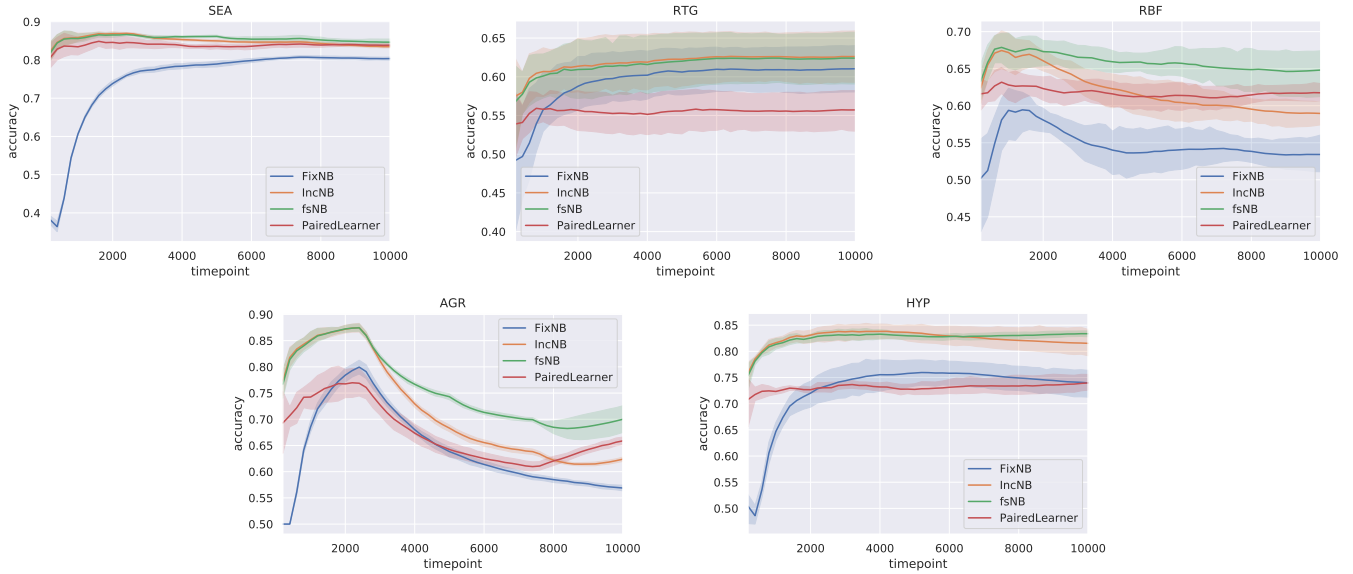 SEA
0.9
0.8
0.7
0.6
0.5
0.4
accuracy
FixNB
IncNB
fsNB
PairedLearner
2000 4000 6000 8000 10000
timepoint
RTG
0.65
0.60
0.55
0.50
0.45
0.40
accuracy
FixNB
IncNB
fsNB
PairedLearner
2000 4000 6000 8000 10000
timepoint
RBF
0.70
0.65
0.60
0.55
0.50
0.45
accuracy
FixNB
IncNB
fsNB
PairedLearner
2000 4000 6000 8000 10000
timepoint
AGR
0.90
0.85
0.80
0.75
0.70
0.65
0.60
0.55
0.50
accuracy
FixNB
IncNB
fsNB
PairedLearner
2000 4000 6000 8000 10000
timepoint
HYP
0.85
0.80
0.75
0.70
0.65
0.60
0.55
0.50
accuracy
FixNB
IncNB
fsNB
PairedLearner
2000 4000 6000 8000 10000
timepoint